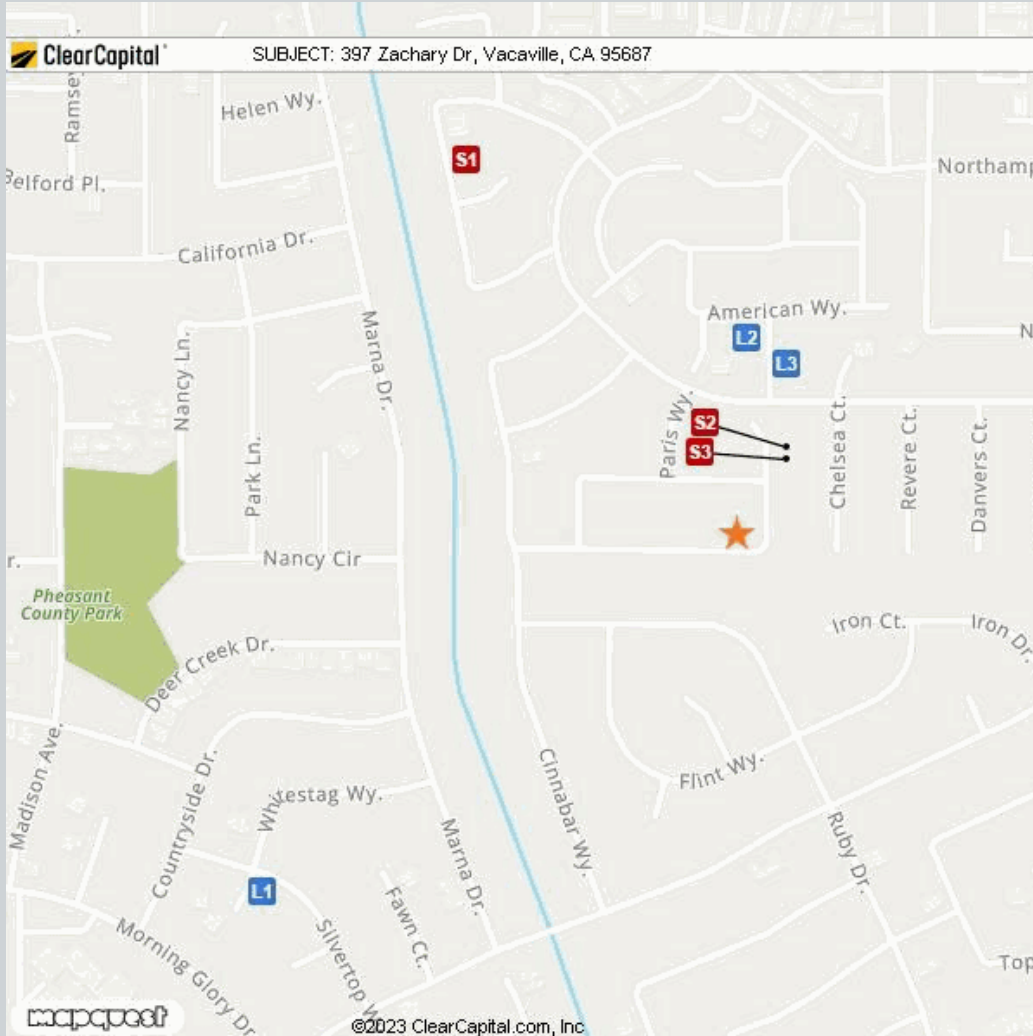 ClearCapital
SUBJECT: 397 Zachary Dr, Vacaville, CA 95687
Ramsey
Helen Wy.
S1
Belford Pl.
Northamp
California Dr.
American Wy.
L2
N
L3
Nancy Ln.
Marna Dr.
Paris Wy.
S2
S3
Chelsea Ct.
Revere Ct.
Danvers Ct.
Park Ln.
r.
Nancy Cir
Pheasant
County Park
Iron Ct.
Iron Dr.
Deer Creek Dr.
Madison Ave.
Countryside Dr.
Whitestag Wy.
Cinnabar Wy.
Flint Wy.
Ruby Dr.
Marna Dr.
L1
Fawn Ct.
Silvertop W
Morning Glory Dr
Top
mapquest
©2023 ClearCapital.com, Inc